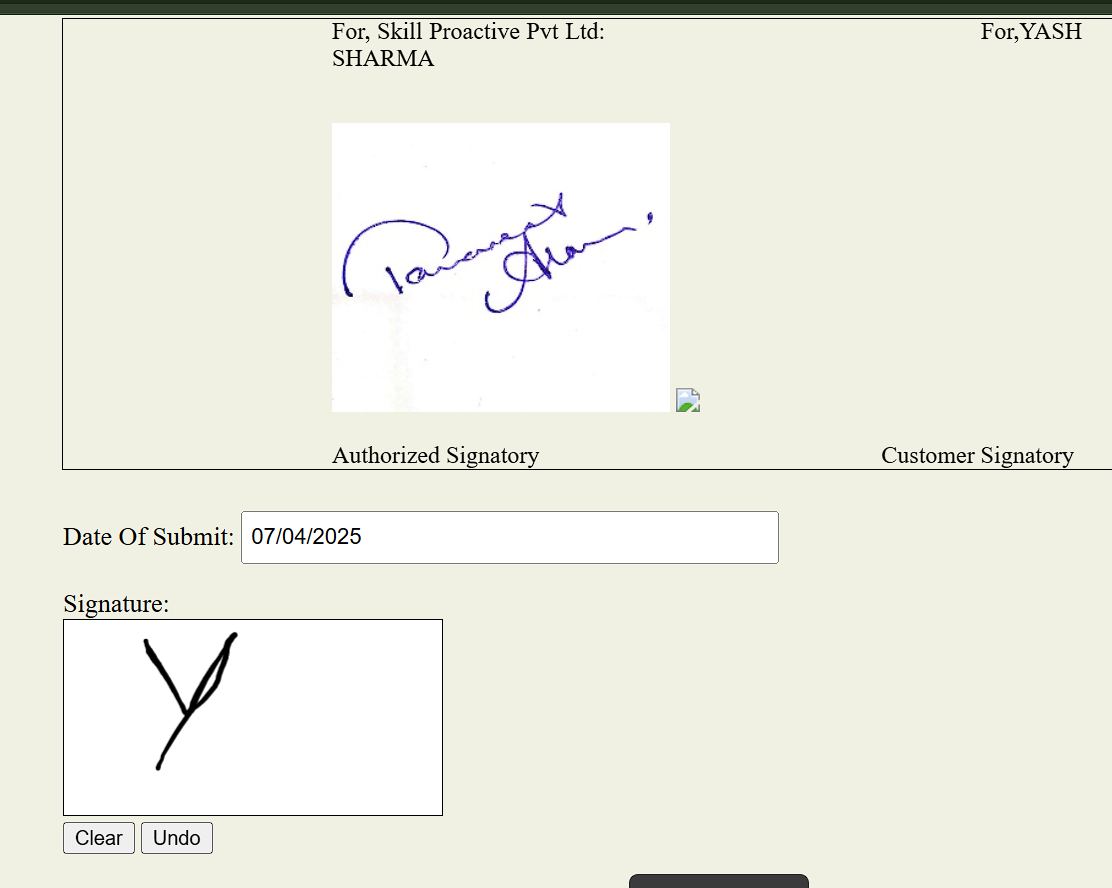 For, Skill Proactive Pvt Ltd: For,YASH
SHARMA
Authorized Signatory Customer Signatory
Date Of Submit: 07/04/2025
Signature:
Y
Clear Undo